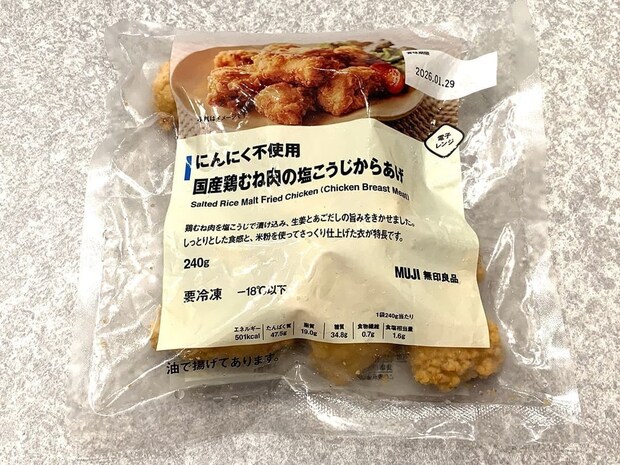 賞味期限
2026.01.29
電子
レンジ
にんにく不使用
国産鶏むね肉の塩こうじからあげ
Salted Rice Malt Fried Chicken (Chicken Breast Meat)
鶏むね肉を塩こうじで漬け込み、生姜とあごだしの旨みをきかせました。
しっとりとした食感と、米粉を使ってさっくり仕上げた衣が特長です。
240g
MUJI 無印良品
要冷凍 −18℃以下
1袋240g当たり
エネルギー たんぱく質 脂質 糖質 食物繊維 食塩相当量
501kcal 47.5g 19.0g 34.8g 0.7g 1.6g
油で揚げてあります。